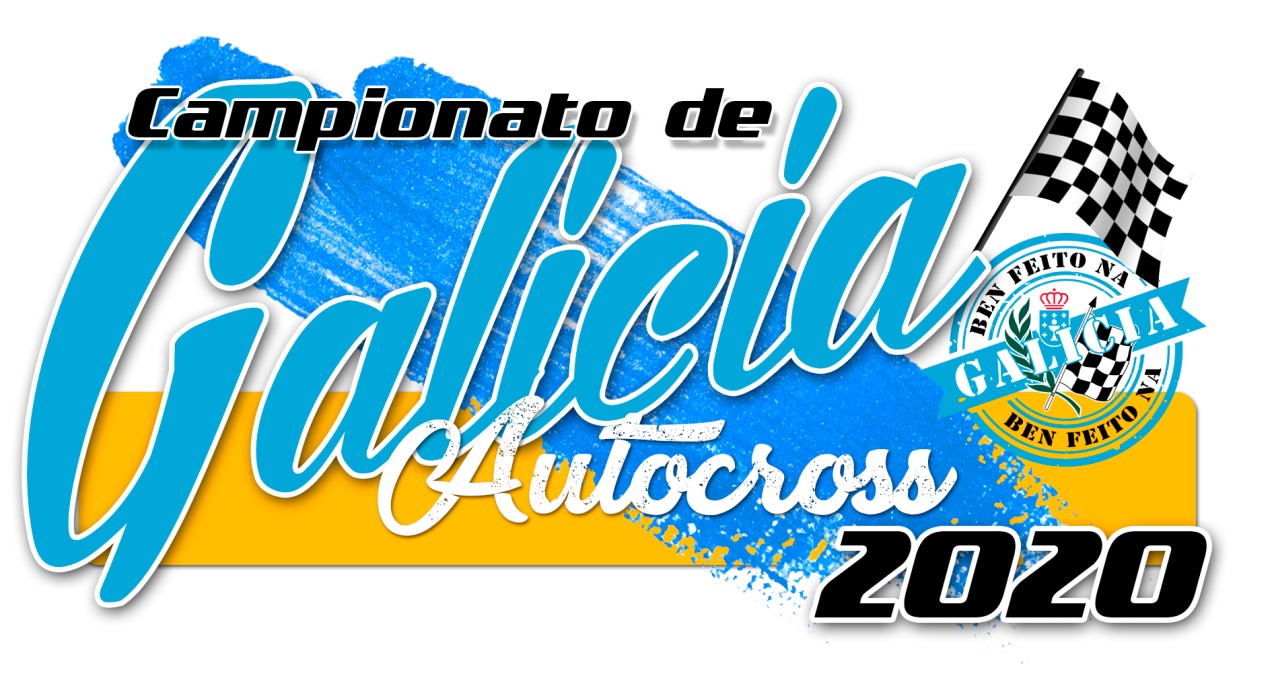 Campionato de
Galicia
Autocross
2020
BEN FEITO NA
GALICIA
BEN FEITO NA